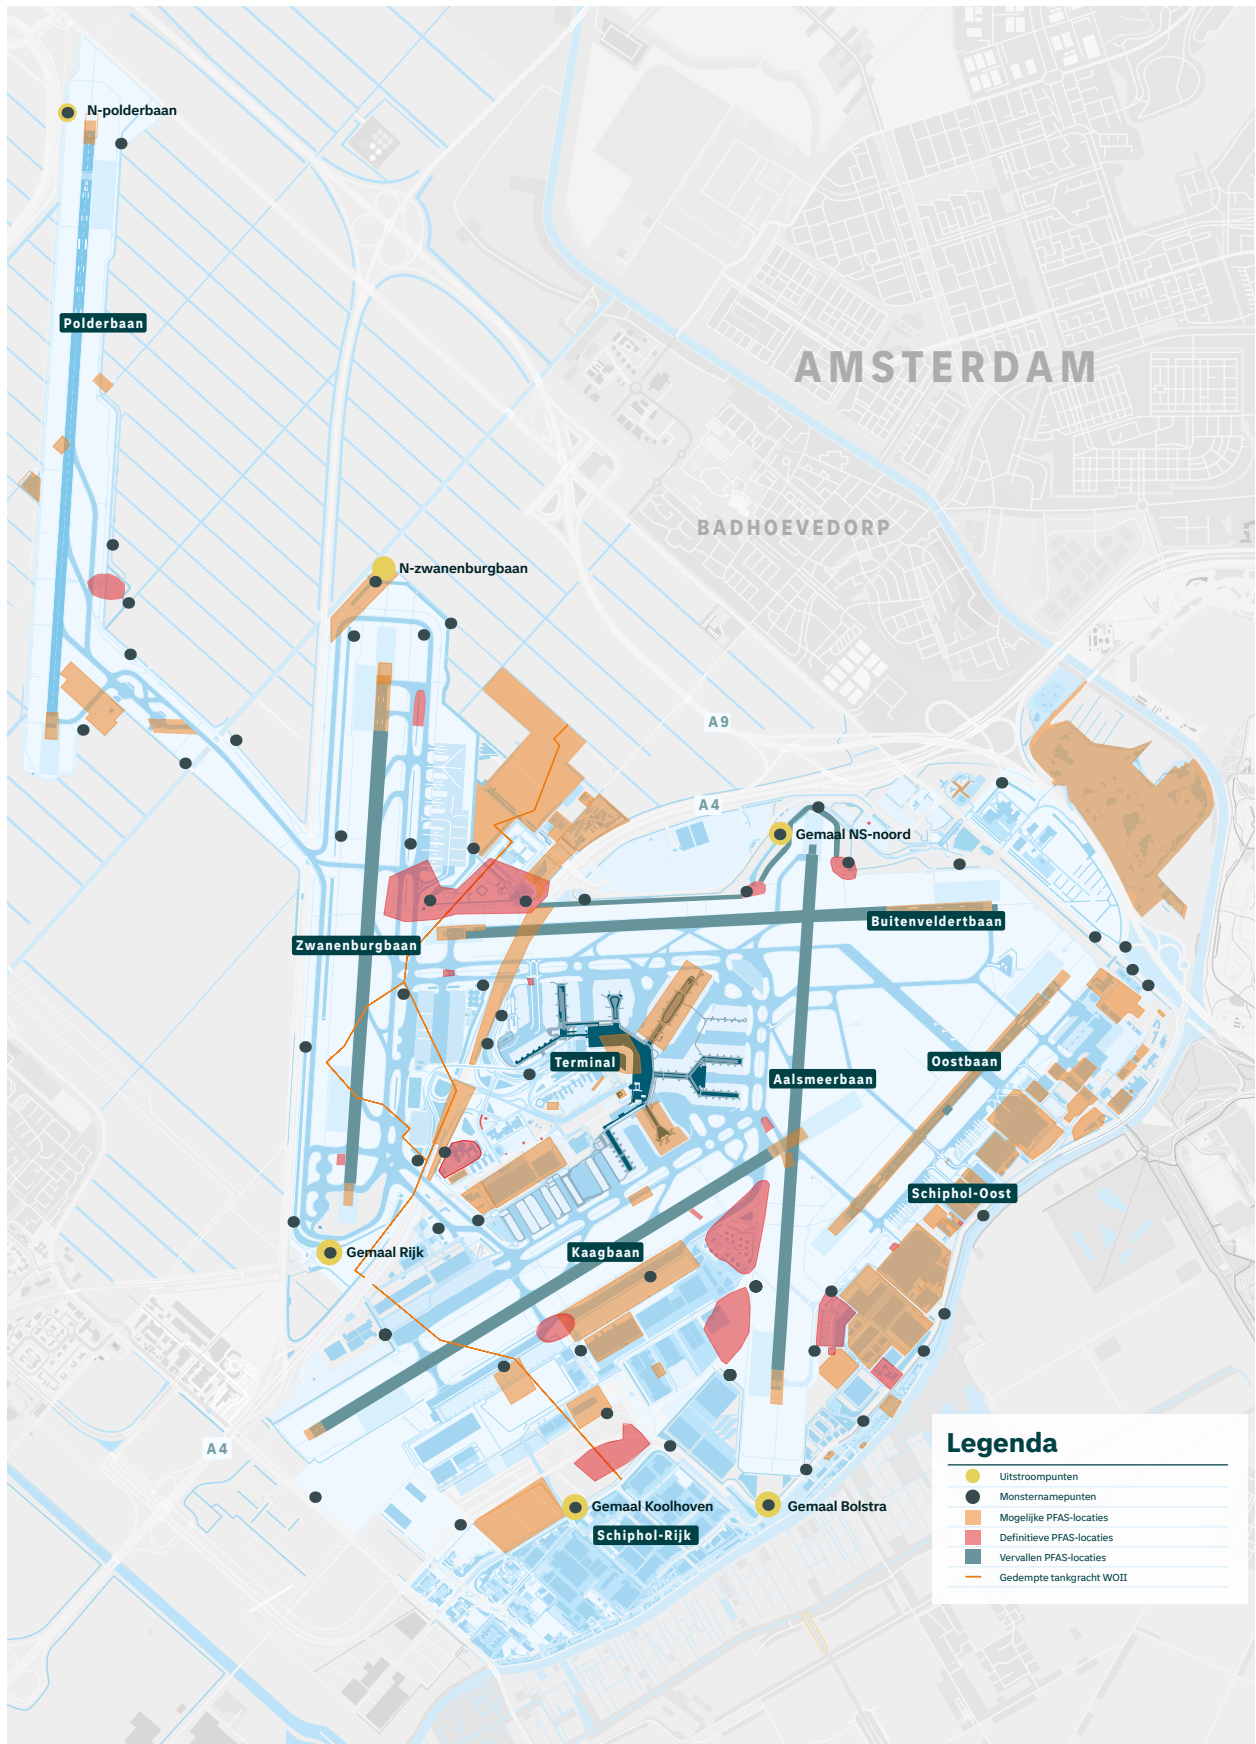 N-polderbaan
Polderbaan
AMSTERDAM
BADHOEVEDORP
N-zwanenburgbaan
A9
A4
Gemaal NS-noord
Buitenveldertbaan
Zwanenburgbaan
Terminal
Oostbaan
Aalsmeerbaan
Schiphol-Oost
Gemaal Rijk
Kaagbaan
A4
Gemaal Koolhoven
Gemaal Bolstra
Schiphol-Rijk
Legenda
Uitstroompunten
Monsternamepunten
Mogelijke PFAS-locaties
Definitieve PFAS-locaties
Vervallen PFAS-locaties
Gedempte tankgracht WOII